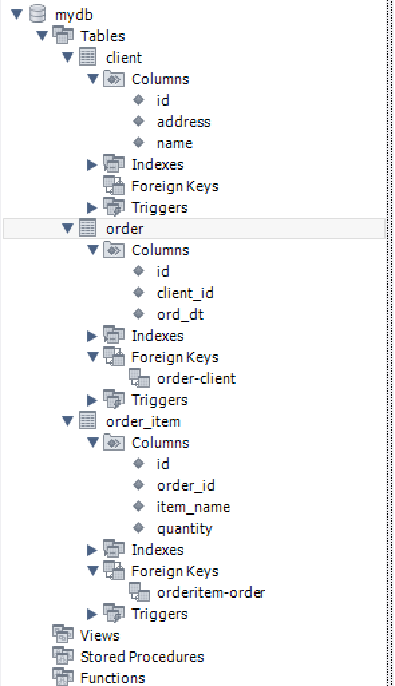 mydb
Tables
client
Columns
id
address
name
Indexes
Foreign Keys
Triggers
order
Columns
id
client_id
ord_dt
Indexes
Foreign Keys
order-client
Triggers
order_item
Columns
id
order_id
item_name
quantity
Indexes
Foreign Keys
orderitem-order
Triggers
Views
Stored Procedures
Functions